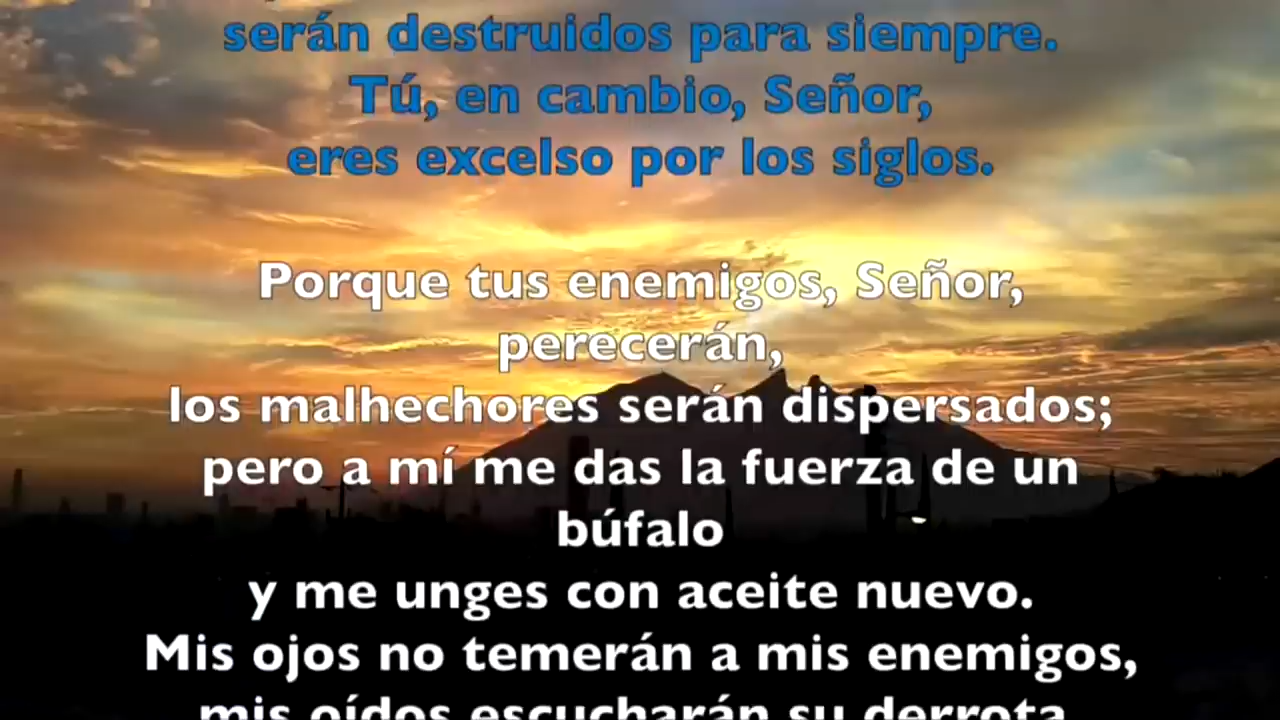 serán destruidos para siempre.
Tú, en cambio, Señor,
eres excelso por los siglos.
Porque tus enemigos, Señor,
perecerán,
los malhechores serán dispersados;
pero a mí me das la fuerza de un
búfalo
y me unges con aceite nuevo.
Mis ojos no temerán a mis enemigos,
mis oídos escucharán su derrota